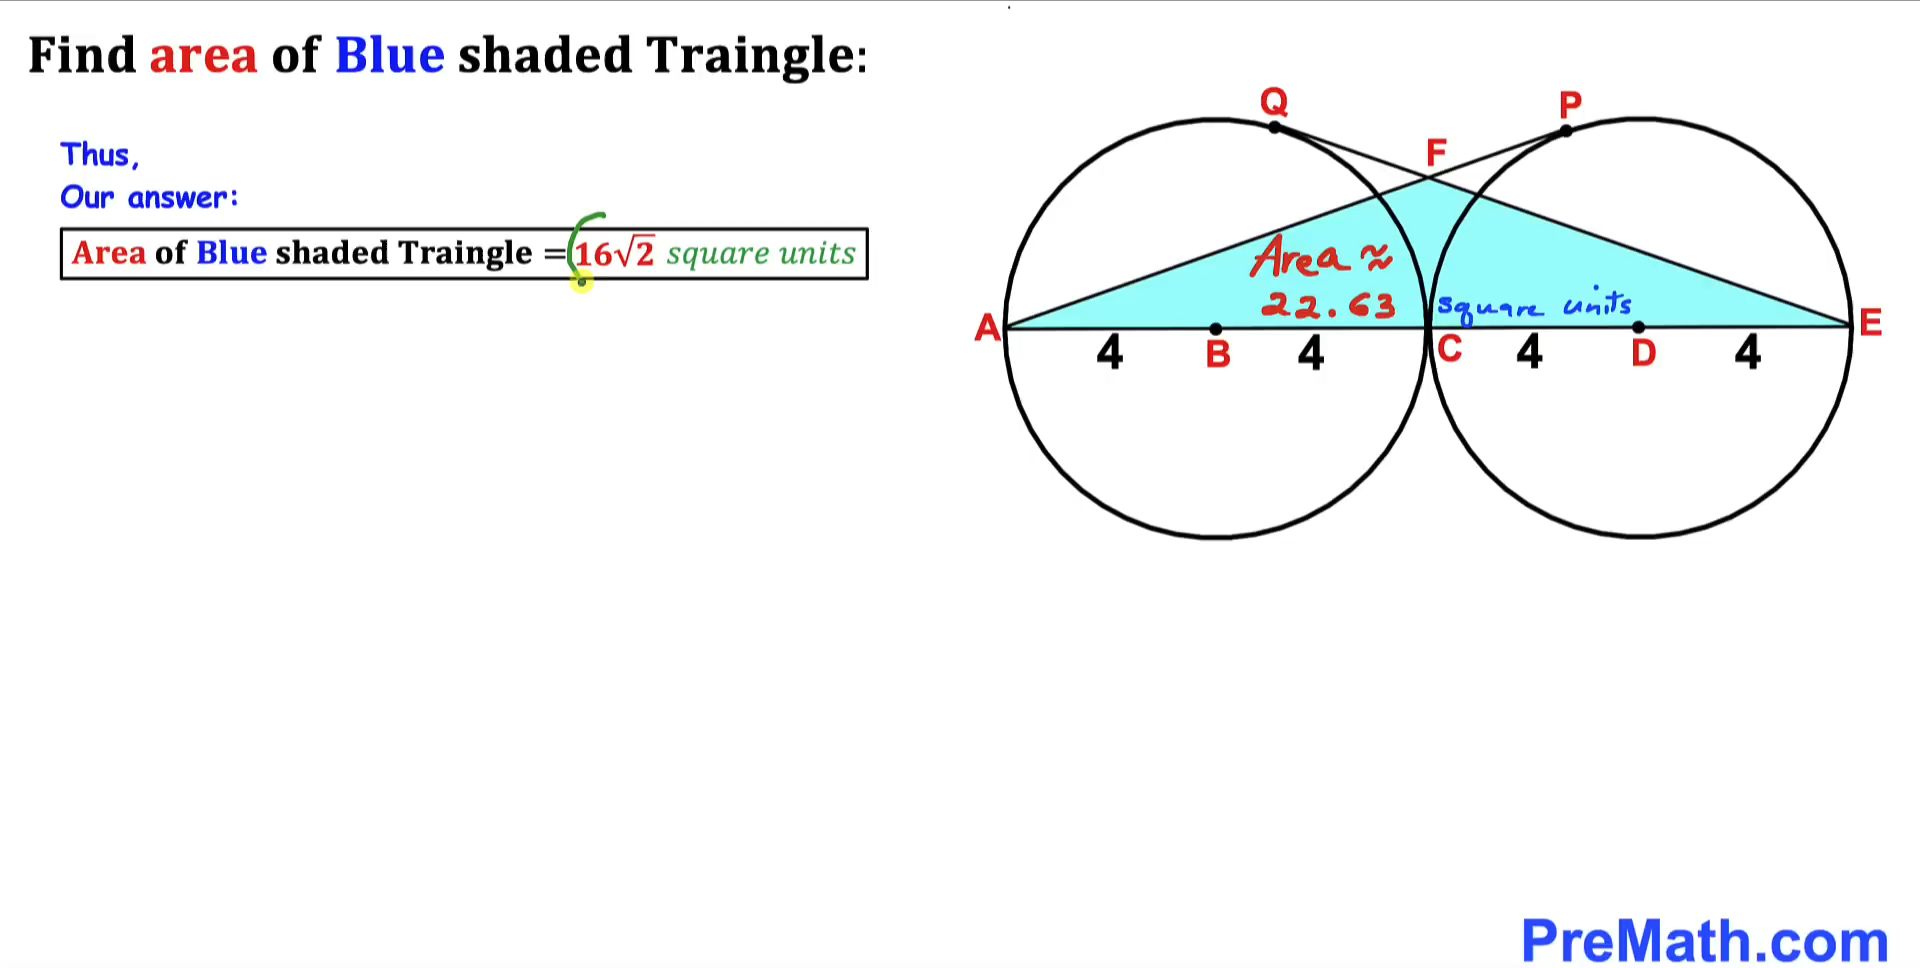 Find area of Blue shaded Traingle:
Thus,
Our answer:
Area of Blue shaded Traingle = 16√2 square units
Q
P
F
Area ≈
22.63 square units
A
E
4 B 4 C 4 D 4
PreMath.com